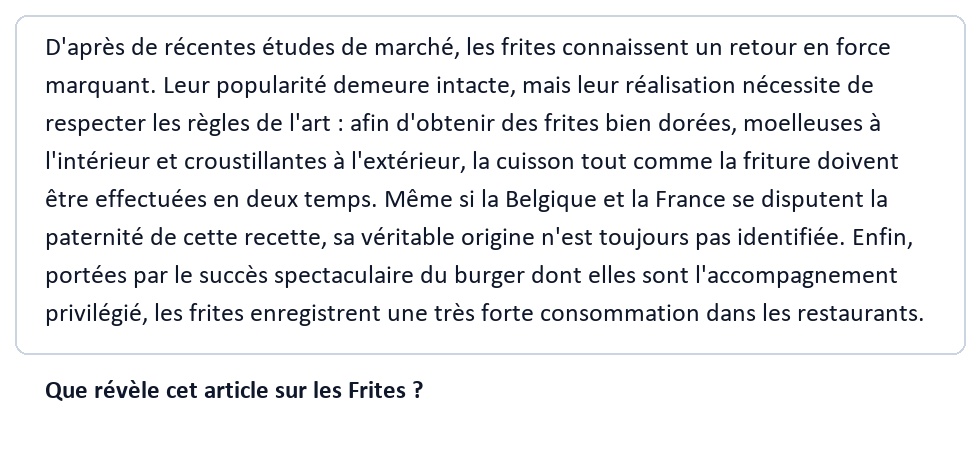 D'après de récentes études de marché, les frites connaissent un retour en force
marquant. Leur popularité demeure intacte, mais leur réalisation nécessite de
respecter les règles de l'art : afin d'obtenir des frites bien dorées, moelleuses à
l'intérieur et croustillantes à l'extérieur, la cuisson tout comme la friture doivent
être effectuées en deux temps. Même si la Belgique et la France se disputent la
paternité de cette recette, sa véritable origine n'est toujours pas identifiée. Enfin,
portées par le succès spectaculaire du burger dont elles sont l'accompagnement
privilégié, les frites enregistrent une très forte consommation dans les restaurants.
Que révèle cet article sur les Frites ?